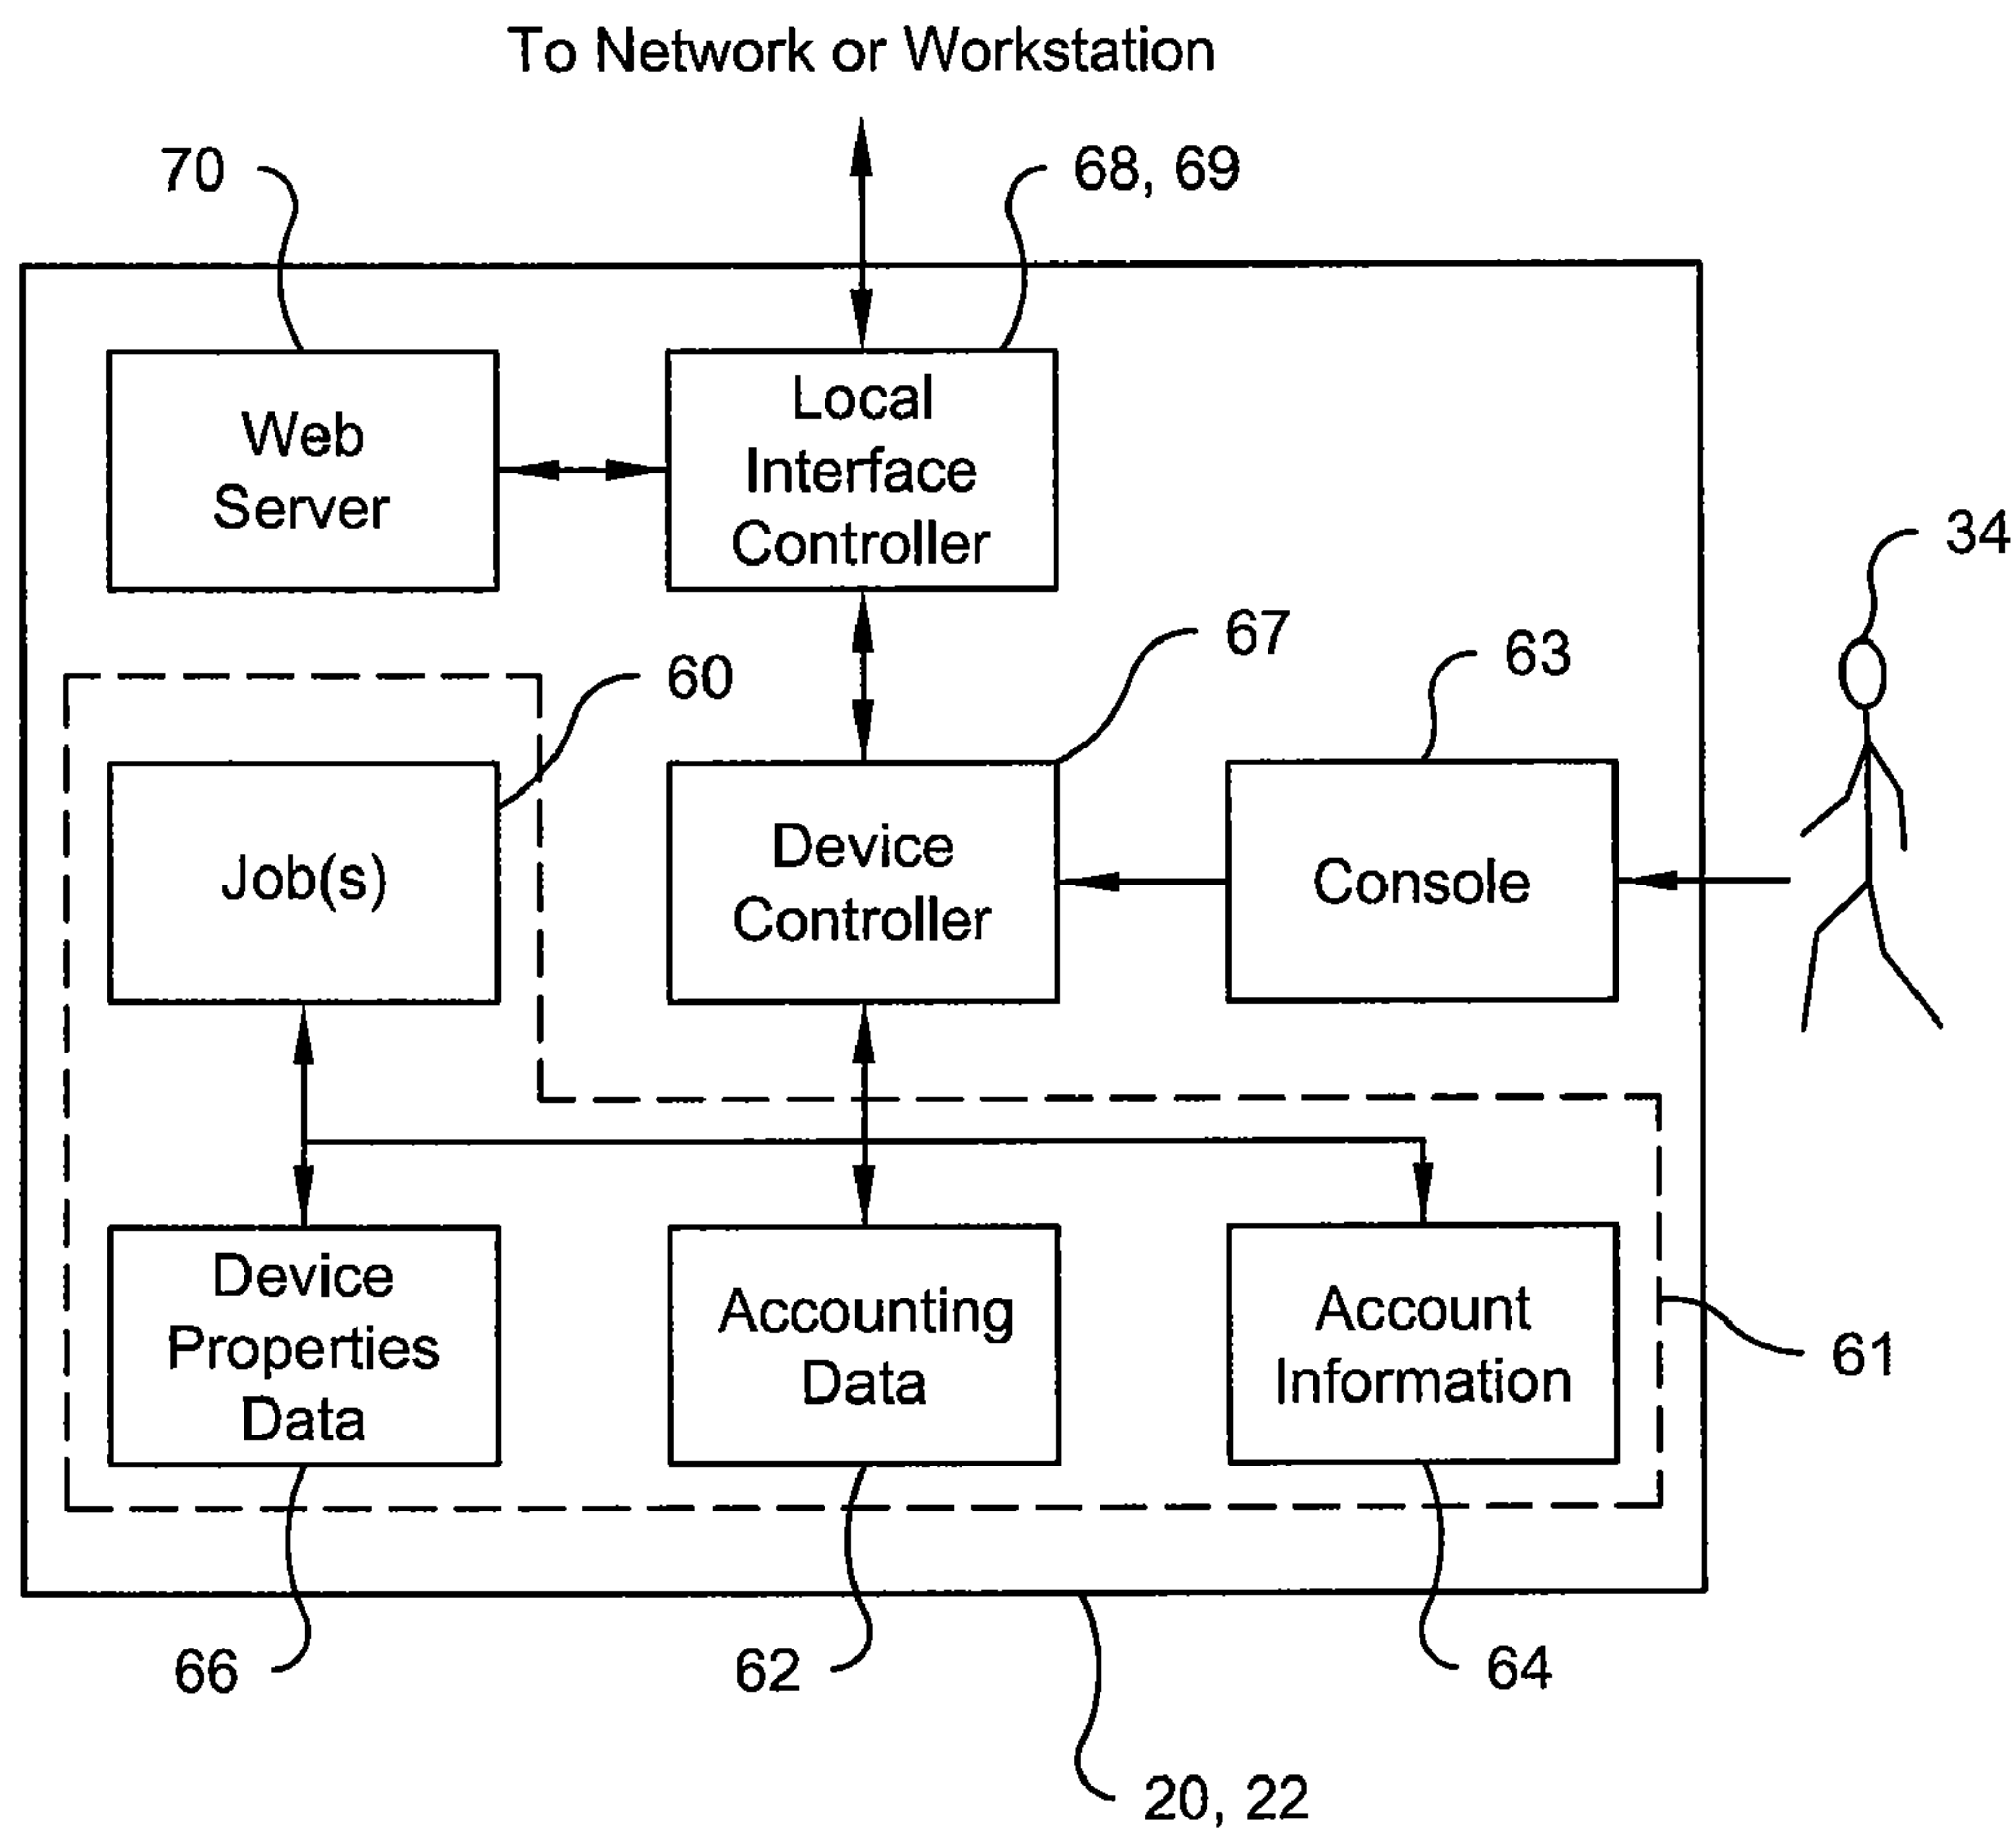 To Network or Workstation
70
68, 69
Web
Server
Local
Interface
Controller
34
67
63
60
Job(s)
Device
Controller
Console
Device
Properties
Data
Accounting
Data
Account
Information
61
66
62
64
20, 22